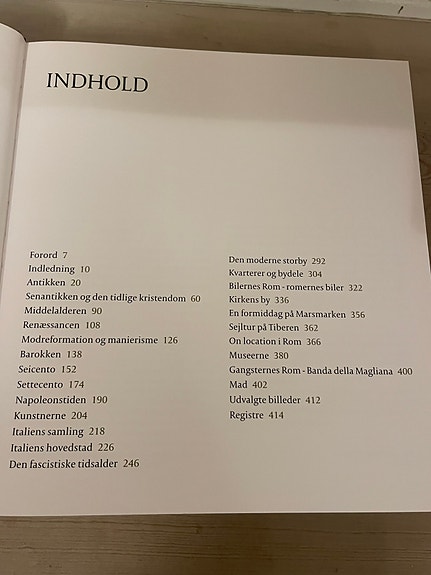 INDHOLD
Forord 7
Indledning 10
Antikken 20
Senantikken og den tidlige kristendom 60
Middelalderen 90
Renæssancen 108
Modreformation og manierisme 126
Barokken 138
Seicento 152
Settecento 174
Napoleonstiden 190
Kunstnerne 204
Italiens samling 218
Italiens hovedstad 226
Den fascistiske tidsalder 246
Den moderne storby 292
Kvarterer og bydele 304
Bilernes Rom - romernes biler 322
Kirkens by 336
En formiddag på Marsmarken 356
Sejltur på Tiberen 362
On location i Rom 366
Museerne 380
Gangsternes Rom - Banda della Magliana 400
Mad 402
Udvalgte billeder 412
Registre 414